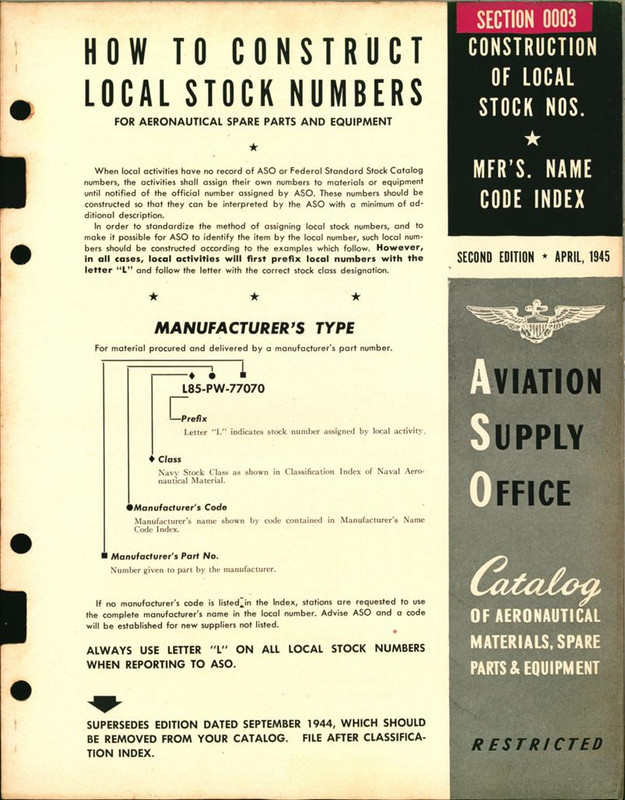 HOW TO CONSTRUCT
LOCAL STOCK NUMBERS
FOR AERONAUTICAL SPARE PARTS AND EQUIPMENT
When local activities have no record of ASO or Federal Standard Stock Catalog
numbers, the activities shall assign their own numbers to materials or equipment
until notified of the official number assigned by ASO. These numbers should be
constructed so that they can be interpreted by the ASO with a minimum of ad-
ditional description.
In order to standardize the method of assigning local stock numbers, and to
make it possible for ASO to identify the item by the local number, such local num-
bers should be constructed according to the examples which follow. However,
in all cases, local activities will first prefix local numbers with the
letter "L" and follow the letter with the correct stock class designation.
MANUFACTURER'S TYPE
For material procured and delivered by a manufacturer's part number.
L85-PW-77070
Prefix
Letter "L" indicates stock number assigned by local activity.
Class
Navy Stock Class as shown in Classification Index of Naval Aero-
nautical Material.
Manufacturer's Code
Manufacturer's name shown by code contained in Manufacturer's Name
Code Index.
Manufacturer's Part No.
Number given to part by the manufacturer.
If no manufacturer's code is listed in the Index, stations are requested to use
the complete manufacturer's name in the local number. Advise ASO and a code
will be established for new suppliers not listed.
ALWAYS USE LETTER "L" ON ALL LOCAL STOCK NUMBERS
WHEN REPORTING TO ASO.
SUPERSEDES EDITION DATED SEPTEMBER 1944, WHICH SHOULD
BE REMOVED FROM YOUR CATALOG. FILE AFTER CLASSIFICA-
TION INDEX.
SECTION 0003
CONSTRUCTION
OF LOCAL
STOCK NOS.
★
MFR'S. NAME
CODE INDEX
SECOND EDITION ★ APRIL, 1945
AVIATION
SUPPLY
OFFICE
Catalog
OF AERONAUTICAL
MATERIALS, SPARE
PARTS & EQUIPMENT
RESTRICTED